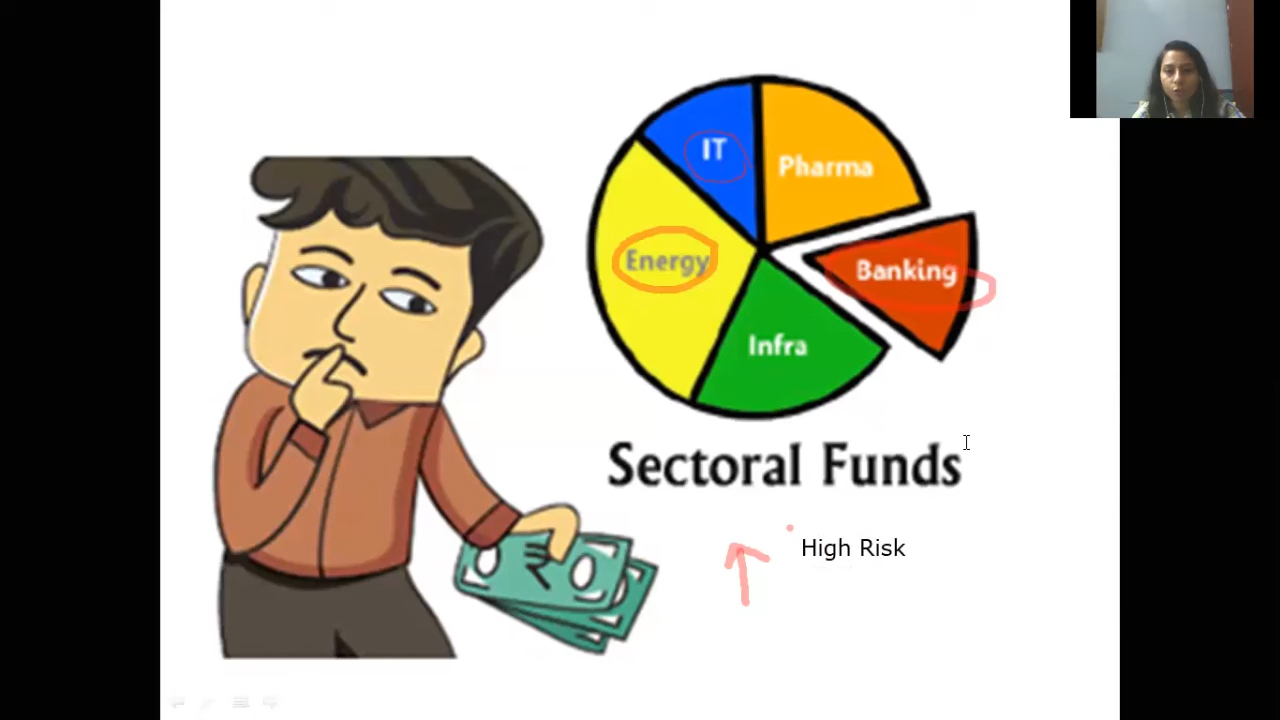 IT
Pharma
Energy
Banking
Infra
Sectoral Funds
₹
High Risk